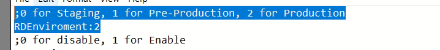 ;0 for Staging, 1 for Pre-Production, 2 for Production
RDEnviroment:2
;0 for disable, 1 for Enable